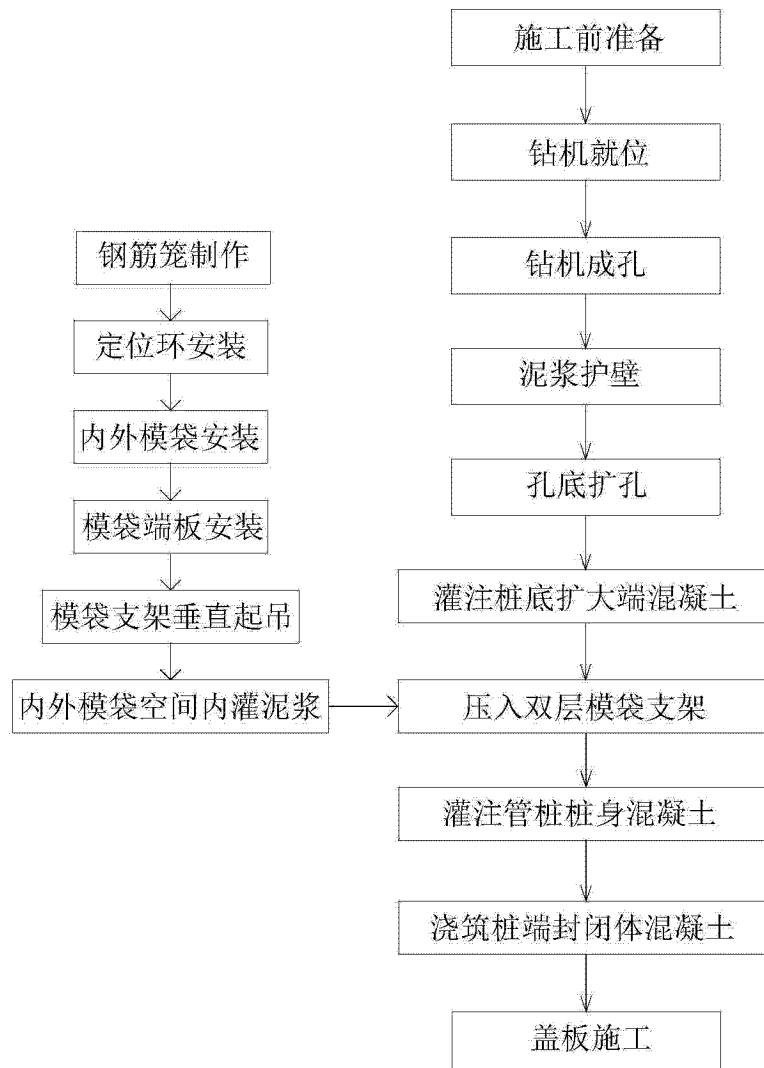 施工前准备
钻机就位
钻机成孔
泥浆护壁
孔底扩孔
灌注桩底扩大端混凝土
钢筋笼制作
定位环安装
内外模袋安装
模袋端板安装
模袋支架垂直起吊
内外模袋空间内灌泥浆
压入双层模袋支架
灌注管桩桩身混凝土
浇筑桩端封闭体混凝土
盖板施工